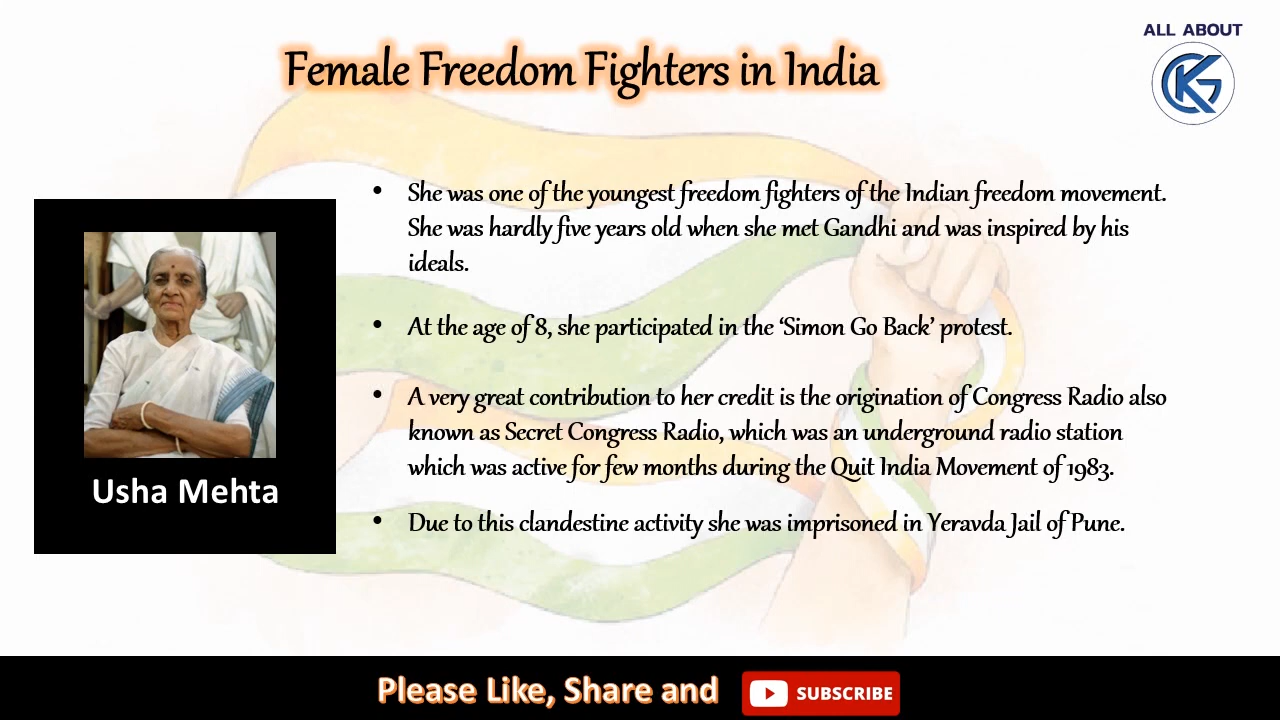 ALL ABOUT
GK
Female Freedom Fighters in India
• She was one of the youngest freedom fighters of the Indian freedom movement.
She was hardly five years old when she met Gandhi and was inspired by his
ideals.
• At the age of 8, she participated in the ‘Simon Go Back’ protest.
• A very great contribution to her credit is the origination of Congress Radio also
known as Secret Congress Radio, which was an underground radio station
which was active for few months during the Quit India Movement of 1983.
• Due to this clandestine activity she was imprisoned in Yeravda Jail of Pune.
Usha Mehta
Please Like, Share and
SUBSCRIBE